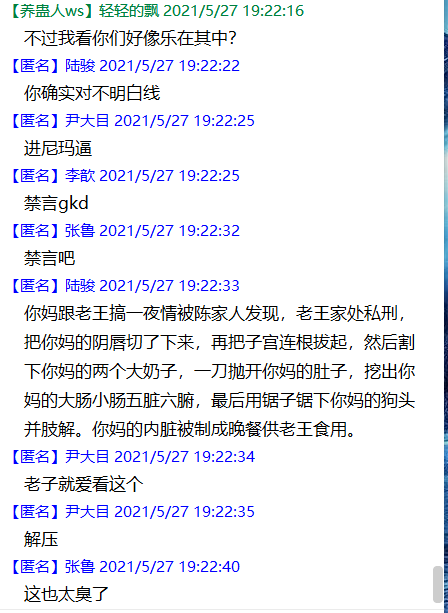 【养蛊人ws】轻轻的飘 2021/5/27 19:22:16
不过我看你们好像乐在其中？
【匿名】陆骏 2021/5/27 19:22:22
你确实对不明白线
【匿名】尹大目 2021/5/27 19:22:25
进尼玛逼
【匿名】李歆 2021/5/27 19:22:25
禁言gkd
【匿名】张鲁 2021/5/27 19:22:32
禁言吧
【匿名】陆骏 2021/5/27 19:22:33
你妈跟老王搞一夜情被陈家人发现，老王家处私刑，
把你妈的阴唇切了下来，再把子宫连根拔起，然后割
下你妈的两个大奶子，一刀抛开你妈的肚子，挖出你
妈的大肠小肠五脏六腑，最后用锯子锯下你妈的狗头
并肢解。你妈的内脏被制成晚餐供老王食用。
【匿名】尹大目 2021/5/27 19:22:34
老子就爱看这个
【匿名】尹大目 2021/5/27 19:22:35
解压
【匿名】张鲁 2021/5/27 19:22:40
这也太臭了